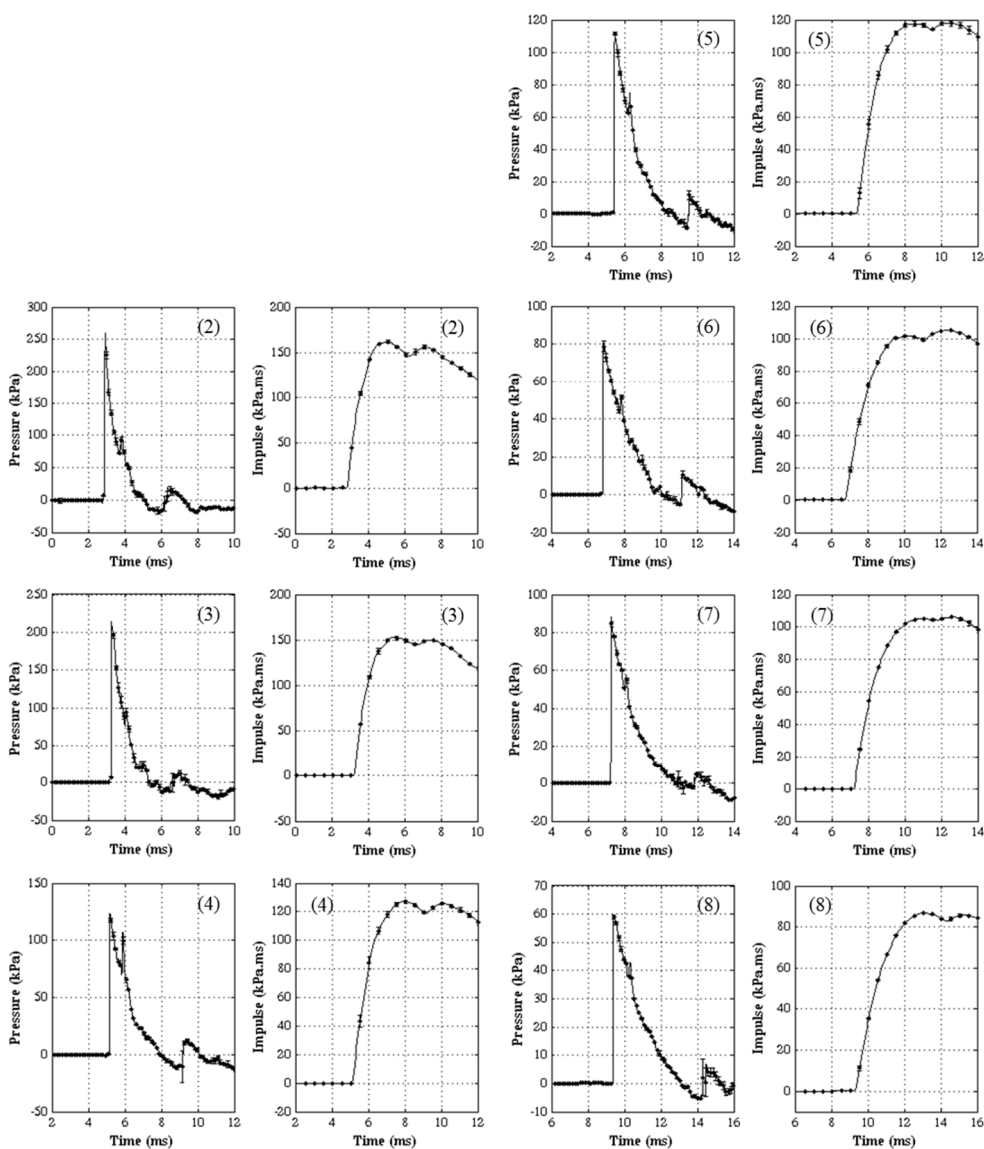 (5)
Pressure (kPa)
120
100
80
60
40
20
0
-20
2 4 6 8 10 12
Time (ms)
(5)
Impulse (kPa.ms)
120
100
80
60
40
20
0
-20
2 4 6 8 10 12
Time (ms)
(2)
Pressure (kPa)
300
250
200
150
100
50
0
-50
0 2 4 6 8 10
Time (ms)
(2)
Impulse (kPa.ms)
200
150
100
50
0
-50
0 2 4 6 8 10
Time (ms)
(6)
Pressure (kPa)
80
60
40
20
0
-20
4 6 8 10 12 14
Time (ms)
(6)
Impulse (kPa.ms)
120
100
80
60
40
20
0
-20
4 6 8 10 12 14
Time (ms)
(3)
Pressure (kPa)
250
200
150
100
50
0
-50
0 2 4 6 8 10
Time (ms)
(3)
Impulse (kPa.ms)
200
150
100
50
0
-50
0 2 4 6 8 10
Time (ms)
(7)
Pressure (kPa)
100
80
60
40
20
0
-20
4 6 8 10 12 14
Time (ms)
(7)
Impulse (kPa.ms)
120
100
80
60
40
20
0
-20
4 6 8 10 12 14
Time (ms)
(4)
Pressure (kPa)
150
100
50
0
-50
2 4 6 8 10 12
Time (ms)
(4)
Impulse (kPa.ms)
140
120
100
80
60
40
20
0
-20
2 4 6 8 10 12
Time (ms)
(8)
Pressure (kPa)
70
60
50
40
30
20
10
0
-10
6 8 10 12 14 16
Time (ms)
(8)
Impulse (kPa.ms)
100
80
60
40
20
0
-20
6 8 10 12 14 16
Time (ms)